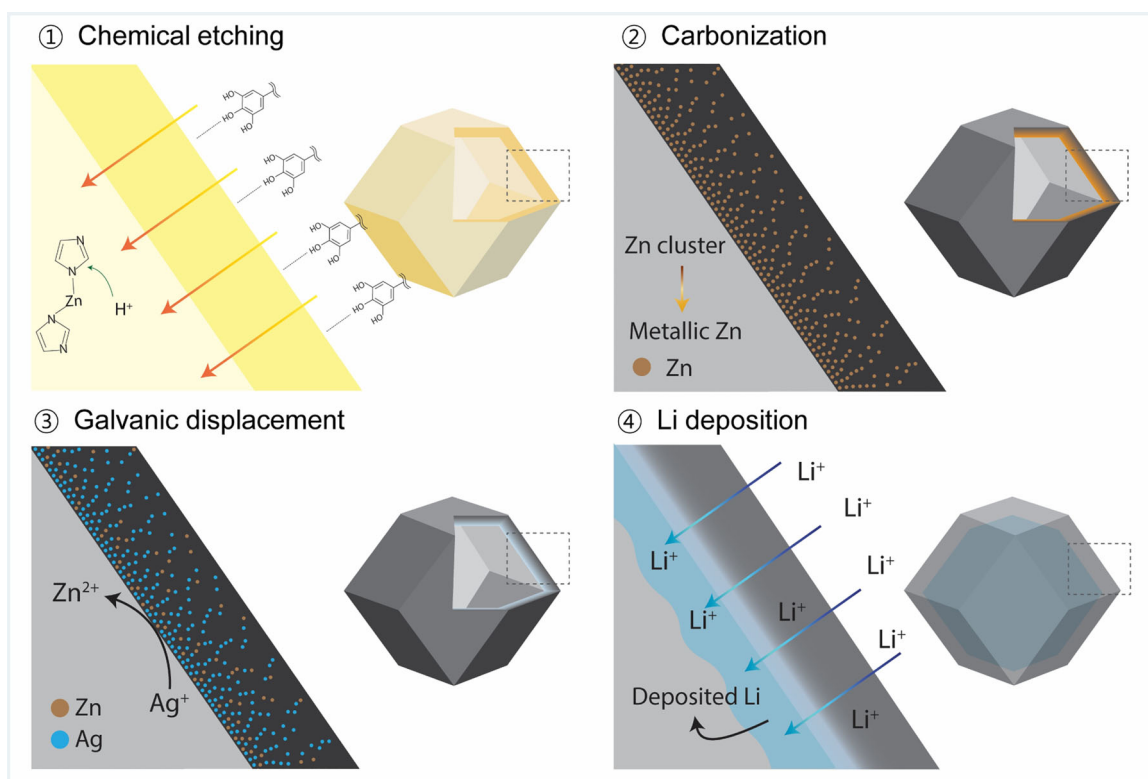 ① Chemical etching
HO
HO
HO
HO
HO
HO
HO
HO
HO
HO
HO
HO
N
N
Zn
N
N
H⁺
② Carbonization
Zn cluster
Metallic Zn
Zn
③ Galvanic displacement
Zn²⁺
Ag⁺
Zn
Ag
④ Li deposition
Li⁺
Li⁺
Li⁺
Li⁺
Li⁺
Li⁺
Li⁺
Li⁺
Deposited Li